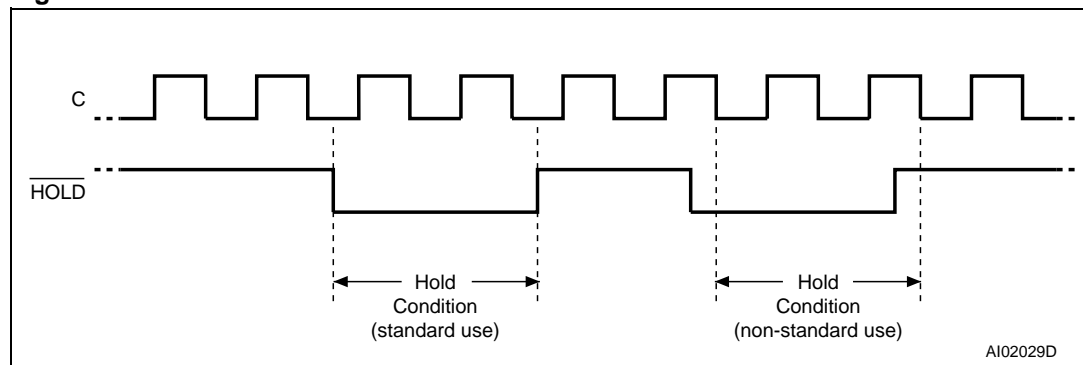 C
HOLD
Hold
Condition
(standard use)
Hold
Condition
(non-standard use)
AI02029D